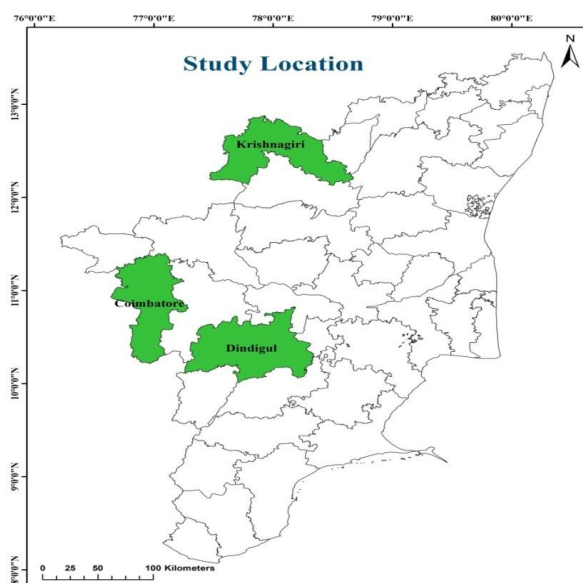 76°0'0"E 77°0'0"E 78°0'0"E 79°0'0"E 80°0'0"E
N
Study Location
13°0'0"N
Krishnagiri
12°0'0"N
11°0'0"N
Coimbatore
Dindigul
10°0'0"N
9°0'0"N
8°0'0"N
0 25 50 100 Kilometers